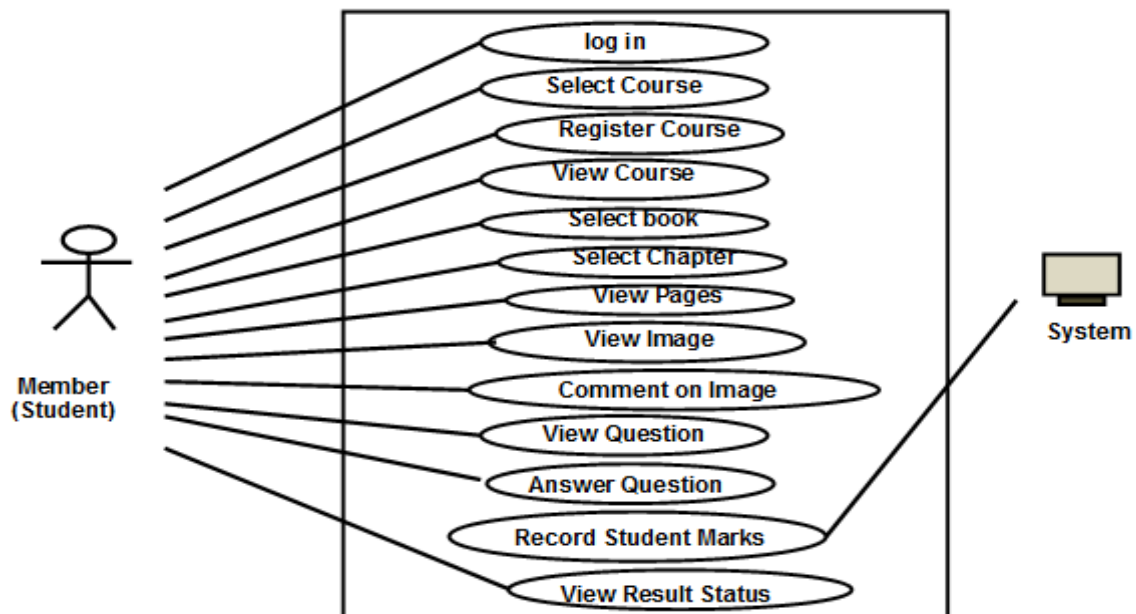 log in
Select Course
Register Course
View Course
Select book
Select Chapter
View Pages
View Image
Comment on Image
View Question
Answer Question
Record Student Marks
View Result Status
Member
(Student)
System